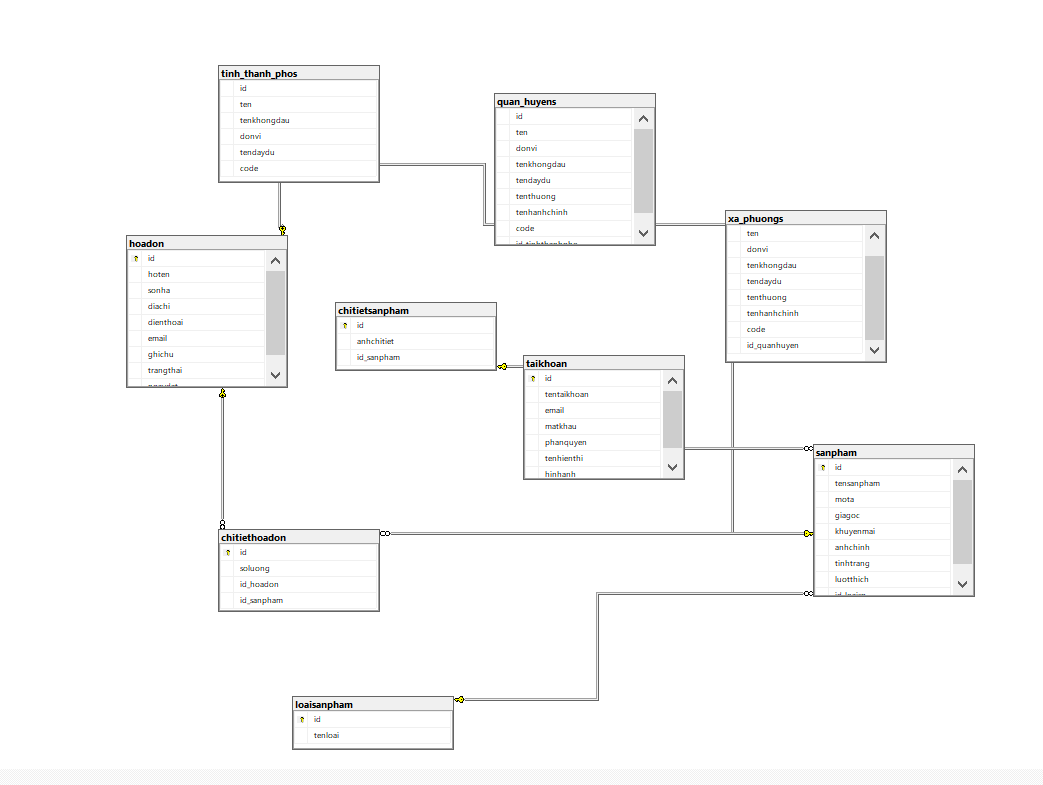 tinh_thanh_phos
id
ten
tenkhongdau
donvi
tendaydu
code
quan_huyens
id
ten
donvi
tenkhongdau
tendaydu
tenthuong
tenhanhchinh
code
xa_phuongs
ten
donvi
tenkhongdau
tendaydu
tenthuong
tenhanhchinh
code
id_quanhuyen
hoadon
id
hoten
sonha
diachi
dienthoai
email
ghichu
trangthai
chitietsanpham
id
anhchitiet
id_sanpham
taikhoan
id
tentaikhoan
email
matkhau
phanquyen
tenhienthi
hinhanh
sanpham
id
tensanpham
mota
giagoc
khuyenmai
anhchinh
tinhtrang
luotthich
chitiethoadon
id
soluong
id_hoadon
id_sanpham
loaisanpham
id
tenloai